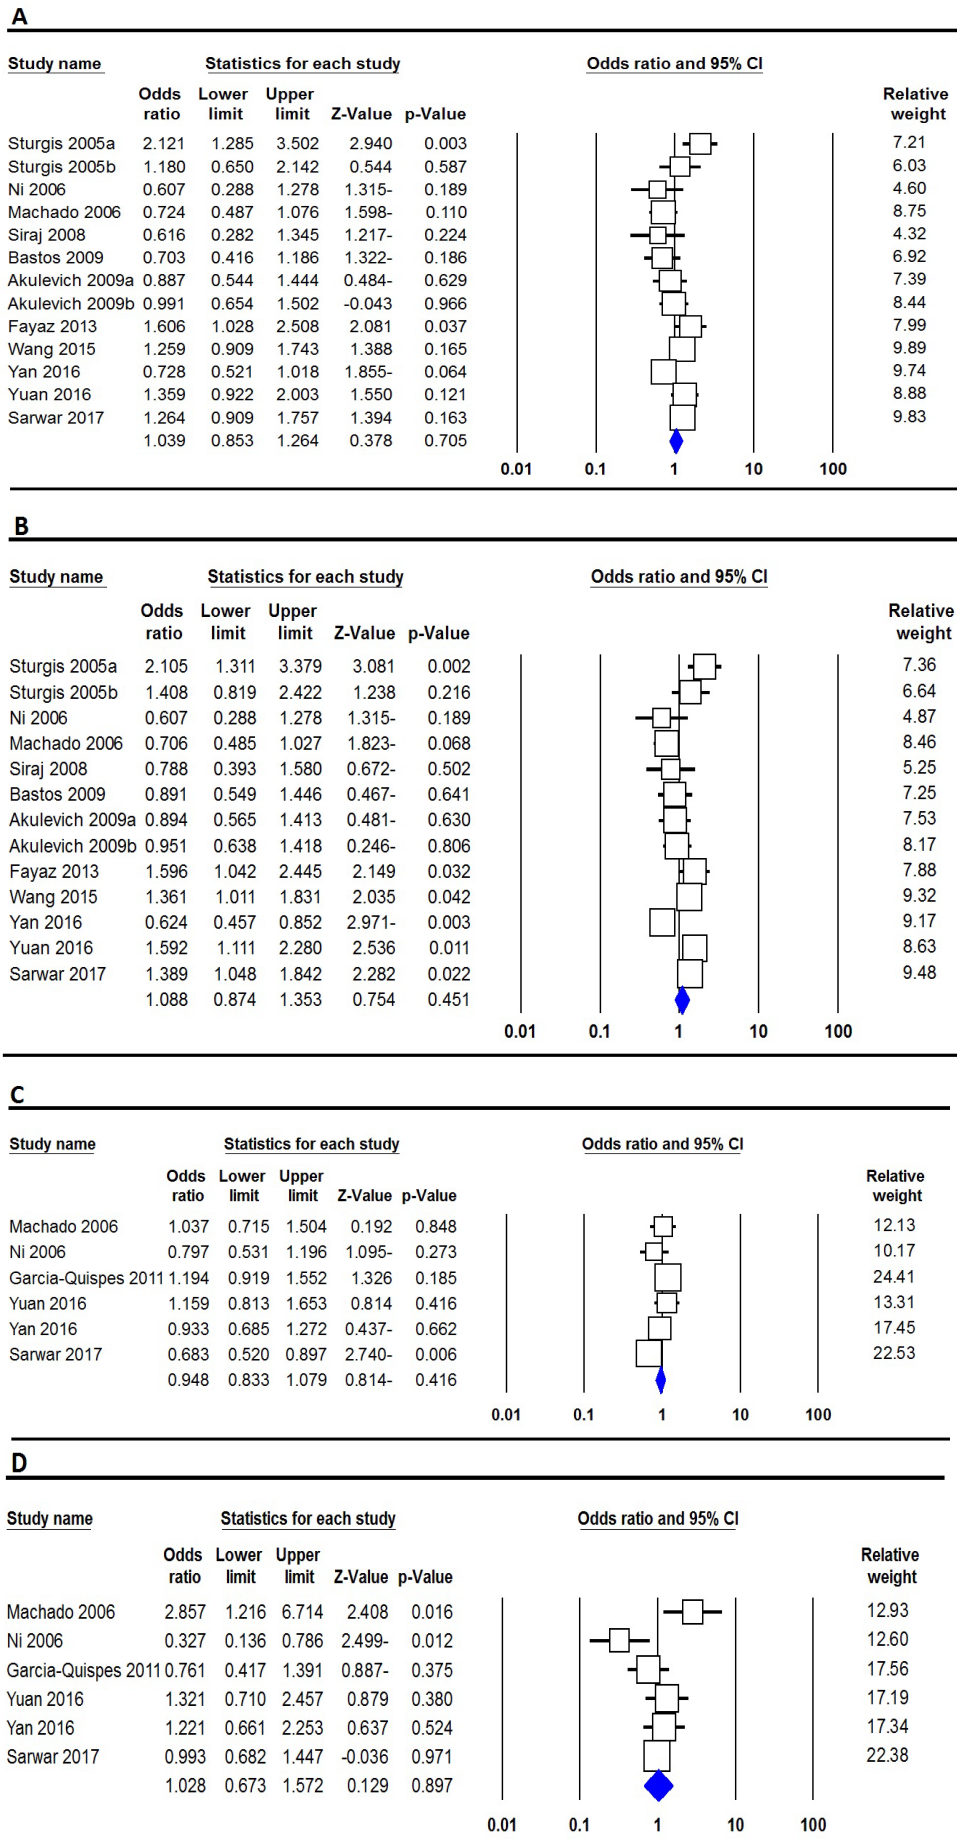 A
Study name Statistics for each study Odds ratio and 95% CI
Odds Lower Upper Relative
ratio limit limit Z-Value p-Value weight
Sturgis 2005a 2.121 1.285 3.502 2.940 0.003 7.21
Sturgis 2005b 1.180 0.650 2.142 0.544 0.587 6.03
Ni 2006 0.607 0.288 1.278 1.315- 0.189 4.60
Machado 2006 0.724 0.487 1.076 1.598- 0.110 8.75
Siraj 2008 0.616 0.282 1.345 1.217- 0.224 4.32
Bastos 2009 0.703 0.416 1.186 1.322- 0.186 6.92
Akulevich 2009a 0.887 0.544 1.444 0.484- 0.629 7.39
Akulevich 2009b 0.991 0.654 1.502 -0.043 0.966 8.44
Fayaz 2013 1.606 1.028 2.508 2.081 0.037 7.99
Wang 2015 1.259 0.909 1.743 1.388 0.165 9.89
Yan 2016 0.728 0.521 1.018 1.855- 0.064 9.74
Yuan 2016 1.359 0.922 2.003 1.550 0.121 8.88
Sarwar 2017 1.264 0.909 1.757 1.394 0.163 9.83
1.039 0.853 1.264 0.378 0.705
0.01 0.1 1 10 100
B
Study name Statistics for each study Odds ratio and 95% CI
Odds Lower Upper Relative
ratio limit limit Z-Value p-Value weight
Sturgis 2005a 2.105 1.311 3.379 3.081 0.002 7.36
Sturgis 2005b 1.408 0.819 2.422 1.238 0.216 6.64
Ni 2006 0.607 0.288 1.278 1.315- 0.189 4.87
Machado 2006 0.706 0.485 1.027 1.823- 0.068 8.46
Siraj 2008 0.788 0.393 1.580 0.672- 0.502 5.25
Bastos 2009 0.891 0.549 1.446 0.467- 0.641 7.25
Akulevich 2009a 0.894 0.565 1.413 0.481- 0.630 7.53
Akulevich 2009b 0.951 0.638 1.418 0.246- 0.806 8.17
Fayaz 2013 1.596 1.042 2.445 2.149 0.032 7.88
Wang 2015 1.361 1.011 1.831 2.035 0.042 9.32
Yan 2016 0.624 0.457 0.852 2.971- 0.003 9.17
Yuan 2016 1.592 1.111 2.280 2.536 0.011 8.63
Sarwar 2017 1.389 1.048 1.842 2.282 0.022 9.48
1.088 0.874 1.353 0.754 0.451
0.01 0.1 1 10 100
C
Study name Statistics for each study Odds ratio and 95% CI
Odds Lower Upper Relative
ratio limit limit Z-Value p-Value weight
Machado 2006 1.037 0.715 1.504 0.192 0.848 12.13
Ni 2006 0.797 0.531 1.196 1.095- 0.273 10.17
Garcia-Quispes 2011 1.194 0.919 1.552 1.326 0.185 24.41
Yuan 2016 1.159 0.813 1.653 0.814 0.416 13.31
Yan 2016 0.933 0.685 1.272 0.437- 0.662 17.45
Sarwar 2017 0.683 0.520 0.897 2.740- 0.006 22.53
0.948 0.833 1.079 0.814- 0.416
0.01 0.1 1 10 100
D
Study name Statistics for each study Odds ratio and 95% CI
Odds Lower Upper Relative
ratio limit limit Z-Value p-Value weight
Machado 2006 2.857 1.216 6.714 2.408 0.016 12.93
Ni 2006 0.327 0.136 0.786 2.499- 0.012 12.60
Garcia-Quispes 2011 0.761 0.417 1.391 0.887- 0.375 17.56
Yuan 2016 1.321 0.710 2.457 0.879 0.380 17.19
Yan 2016 1.221 0.661 2.253 0.637 0.524 17.34
Sarwar 2017 0.993 0.682 1.447 -0.036 0.971 22.38
1.028 0.673 1.572 0.129 0.897
0.01 0.1 1 10 100